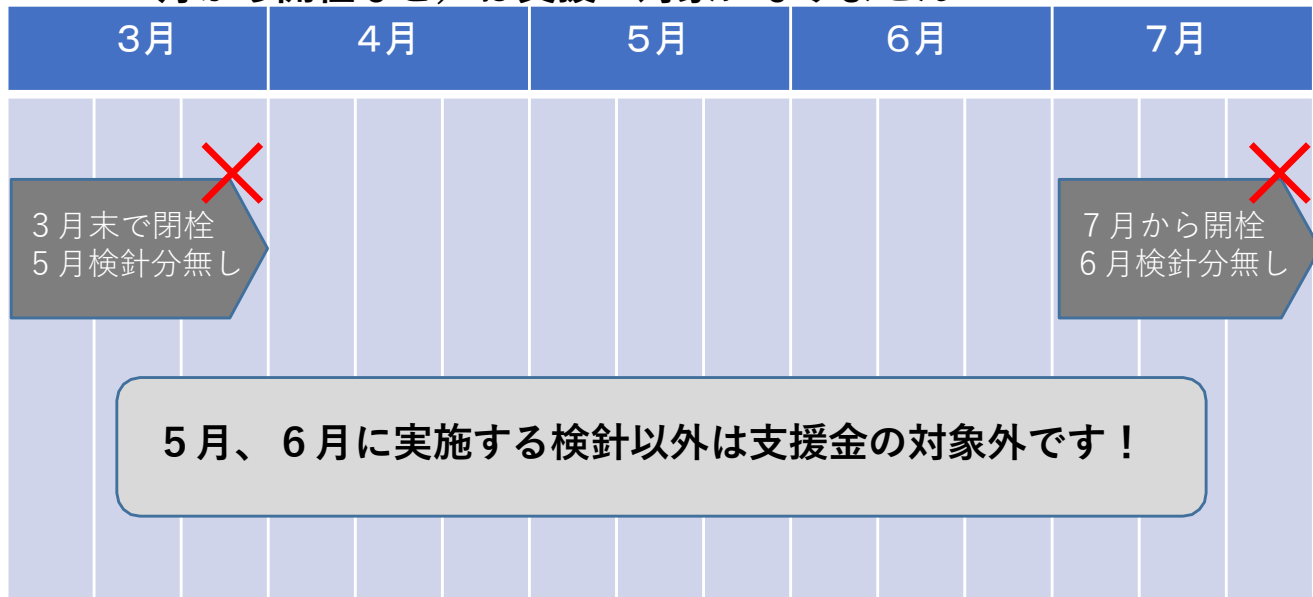 3月 4月 5月 6月 7月
３月末で閉栓
５月検針分無し
７月から開栓
６月検針分無し
５月、６月に実施する検針以外は支援金の対象外です！